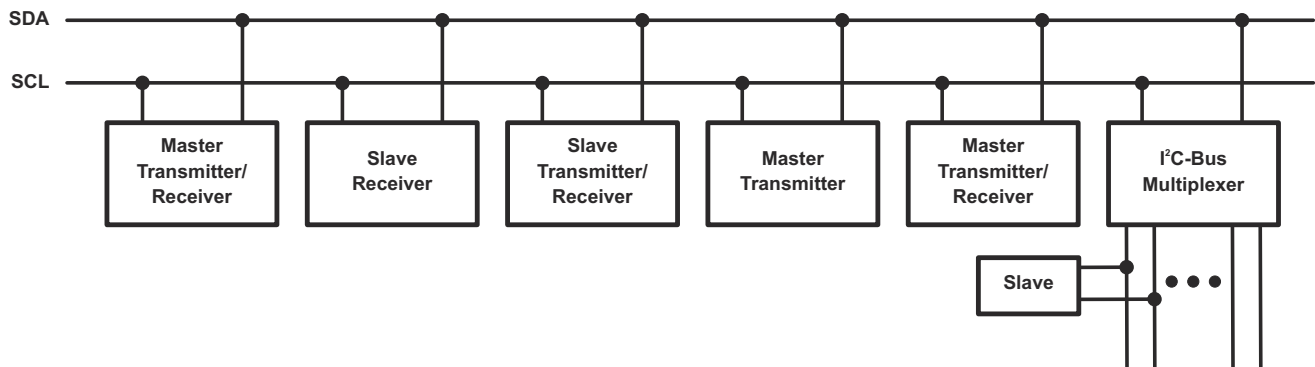 SDA
SCL
Master
Transmitter/
Receiver
Slave
Receiver
Slave
Transmitter/
Receiver
Master
Transmitter
Master
Transmitter/
Receiver
I²C-Bus
Multiplexer
Slave